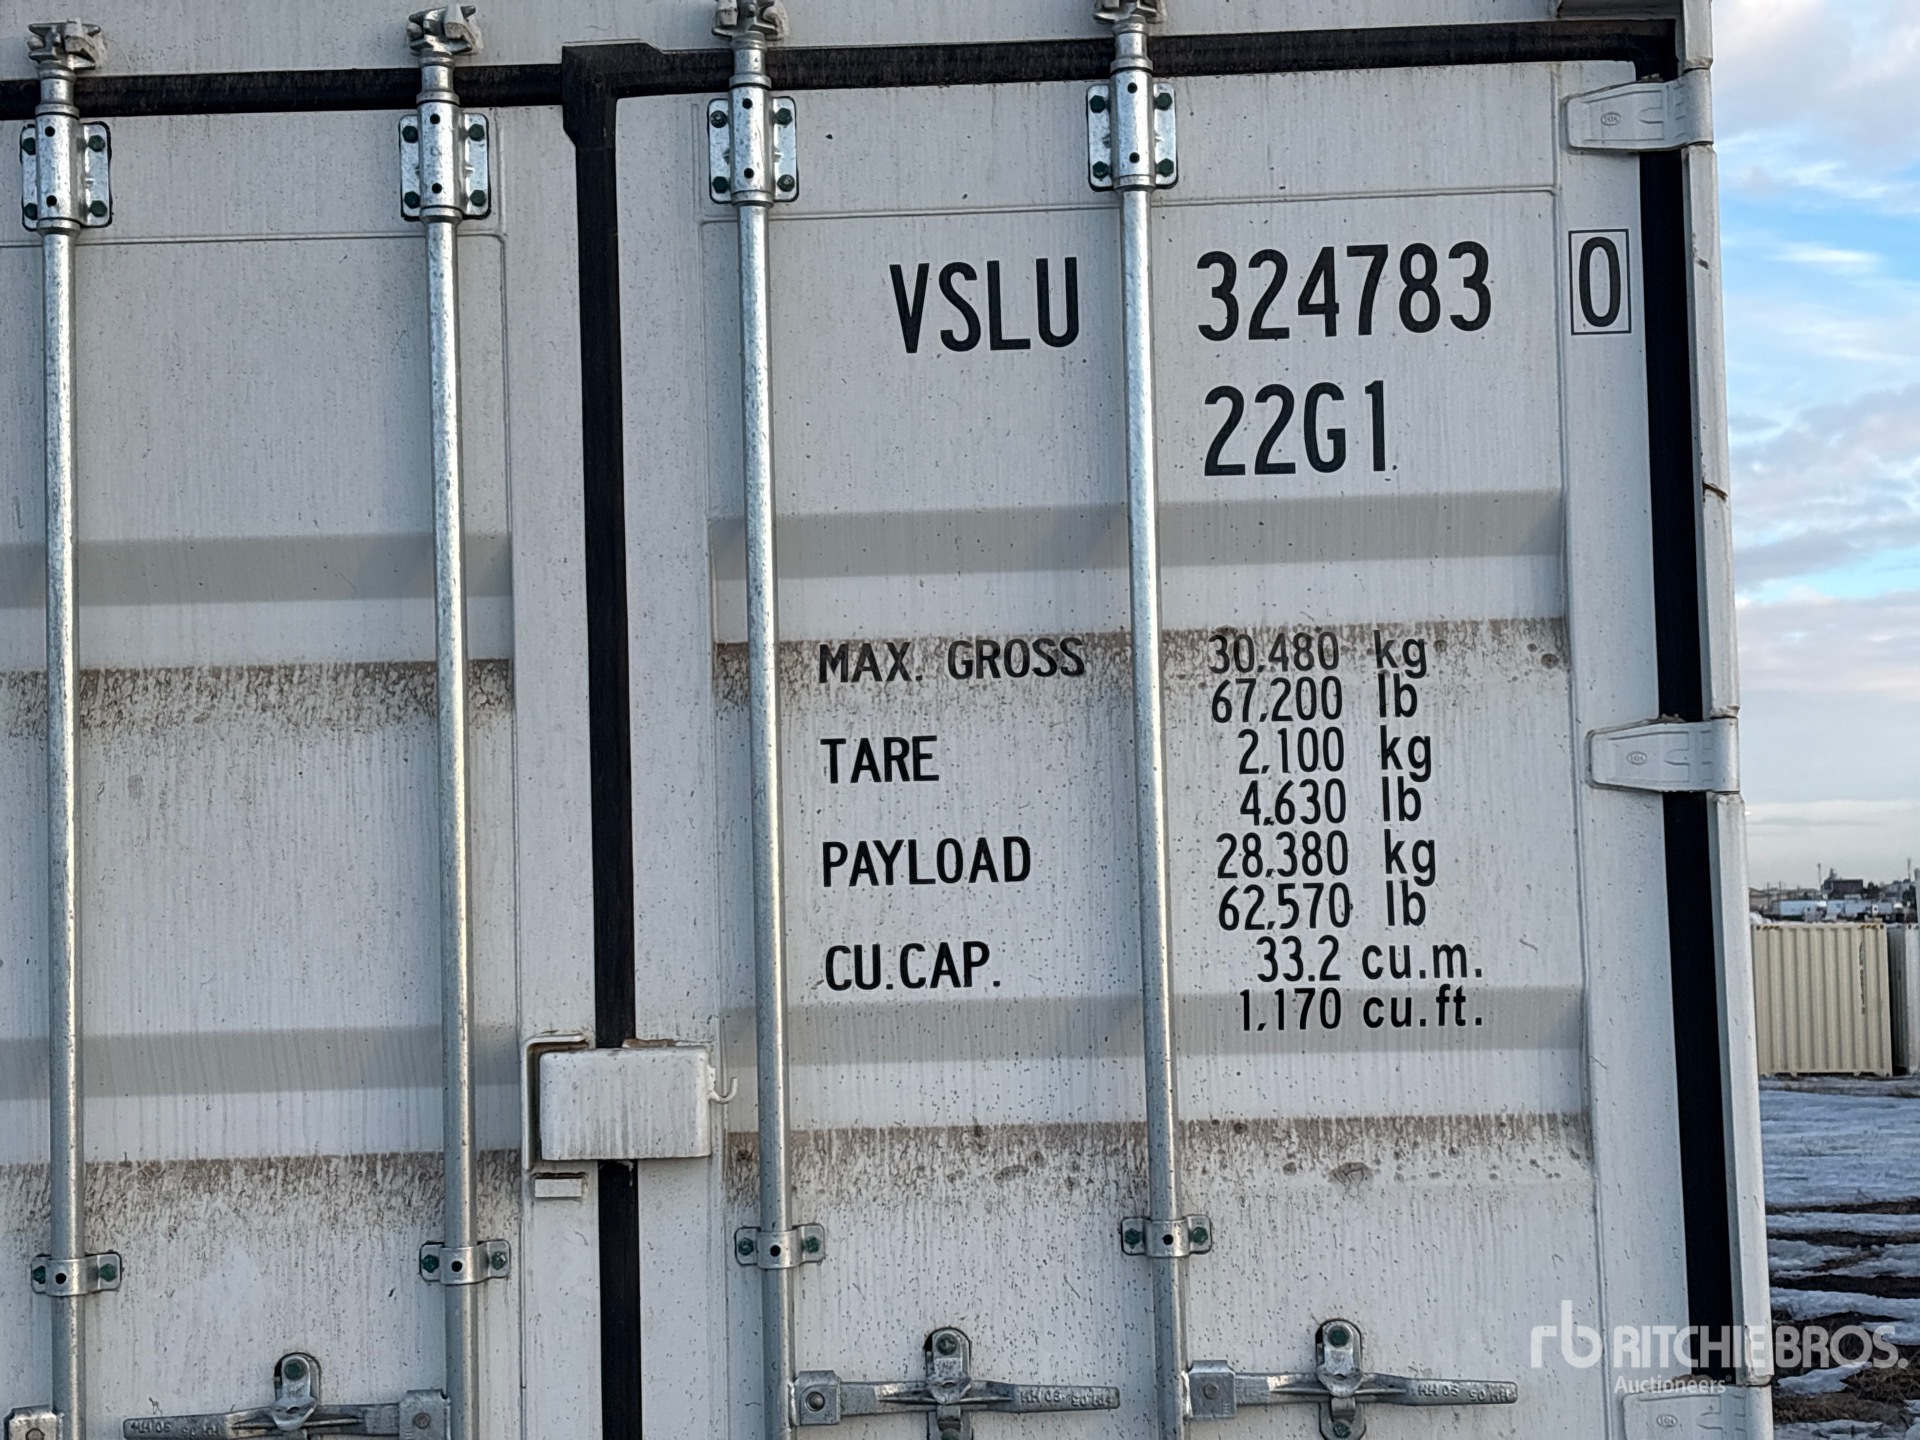 VSLU 324783 0
22G1
MAX. GROSS 30,480 kg
67,200 lb
TARE 2,100 kg
4,630 lb
PAYLOAD 28,380 kg
62,570 lb
CU.CAP. 33.2 cu.m.
1,170 cu.ft.
rb RITCHIE BROS.
Auctioneers